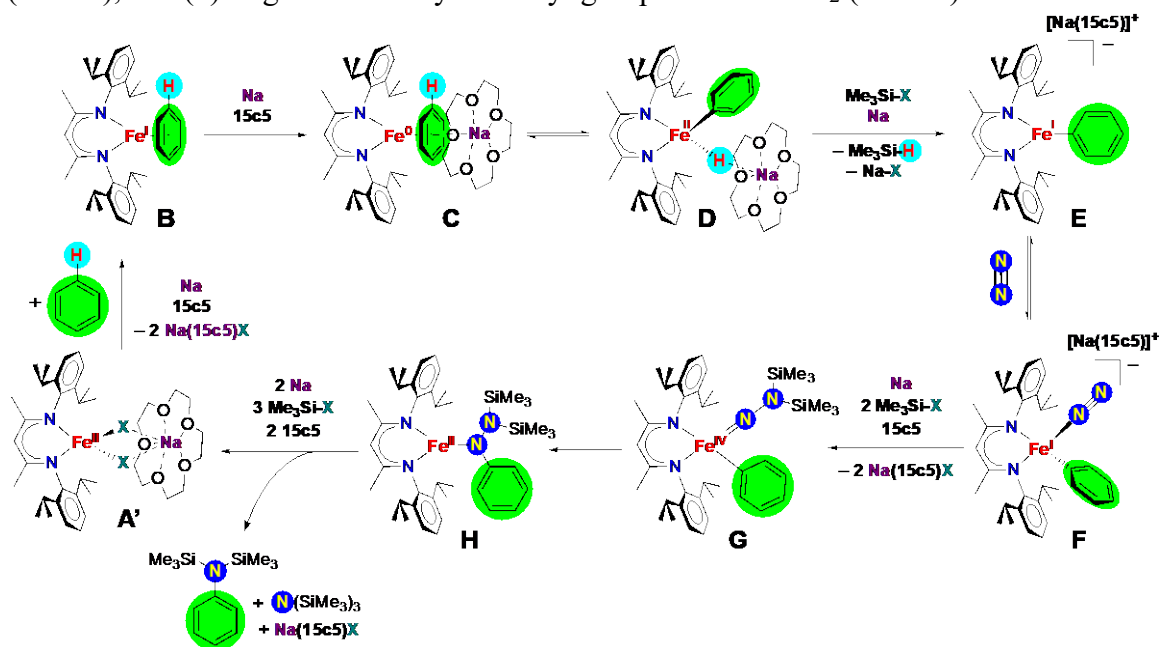 [Na(15c5)]⁺
–
H
N
Feᴵ
N
B
Na
15c5
H
N
Fe⁰
N
O
O
O
O
O
Na
C
N
Feᴵᴵ
N
H
O
O
O
O
O
Na
D
Me₃Si-X
Na
– Me₃Si-H
– Na-X
N
Feᴵ
N
E
H
+
Na
15c5
– 2 Na(15c5)X
N
N
[Na(15c5)]⁺
–
N
Fe
N
X
X
O
O
O
O
O
Na
A'
2 Na
3 Me₃Si-X
2 15c5
SiMe₃
N
SiMe₃
N
N
Feᴵᴵ
N
H
SiMe₃
N
SiMe₃
N
N
Feᴵⱽ
N
G
Na
2 Me₃Si-X
15c5
– 2 Na(15c5)X
N
N
N
Feᴵ
N
F
Me₃Si
SiMe₃
N
+ N(SiMe₃)₃
+ Na(15c5)X